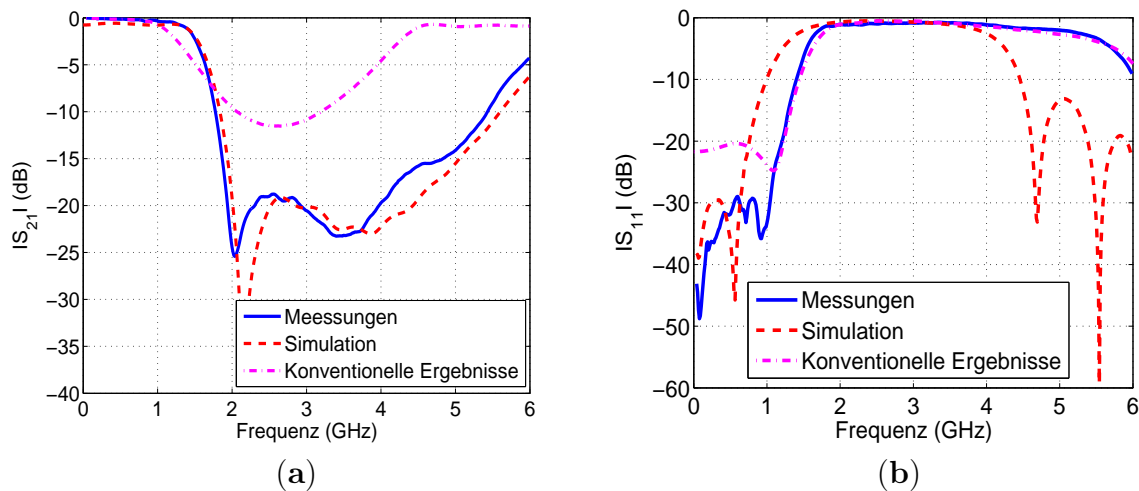 0
−5
−10
−15
−20
−25
−30
−35
−40
0 1 2 3 4 5 6
IS21I (dB)
Frequenz (GHz)
Meessungen
Simulation
Konventionelle Ergebnisse
(a)
0
−10
−20
−30
−40
−50
−60
0 1 2 3 4 5 6
IS11I (dB)
Frequenz (GHz)
Messungen
Simulation
Konventionelle Ergebnisse
(b)